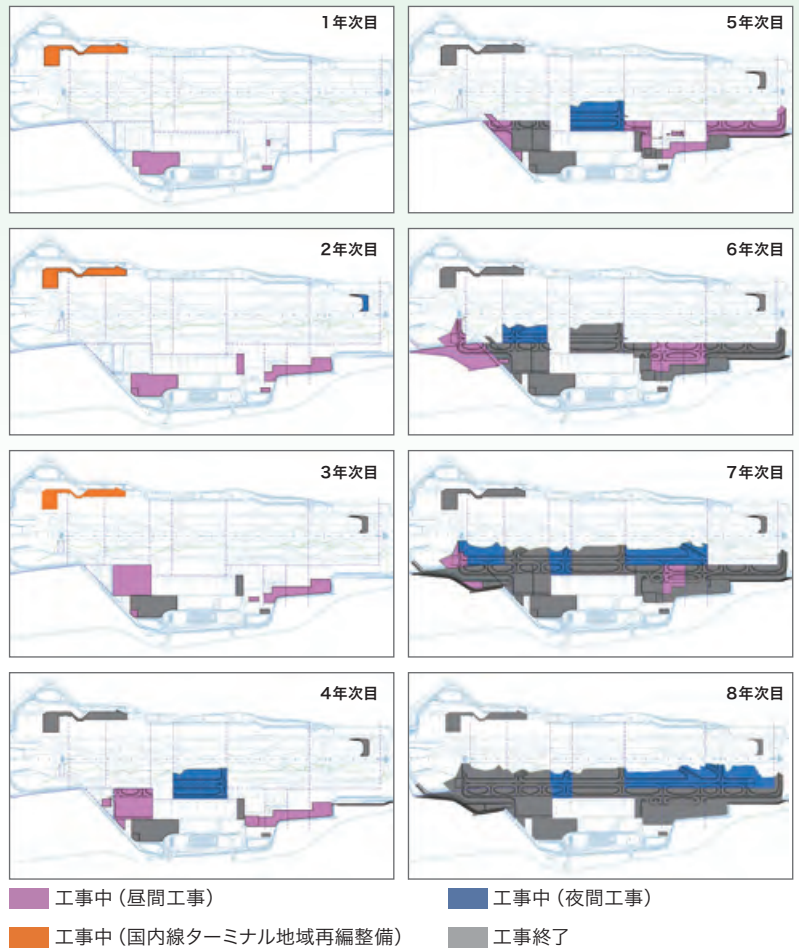 1年次目
2年次目
3年次目
4年次目
5年次目
6年次目
7年次目
8年次目
工事中（昼間工事）
工事中（夜間工事）
工事中（国内線ターミナル地域再編整備）
工事終了